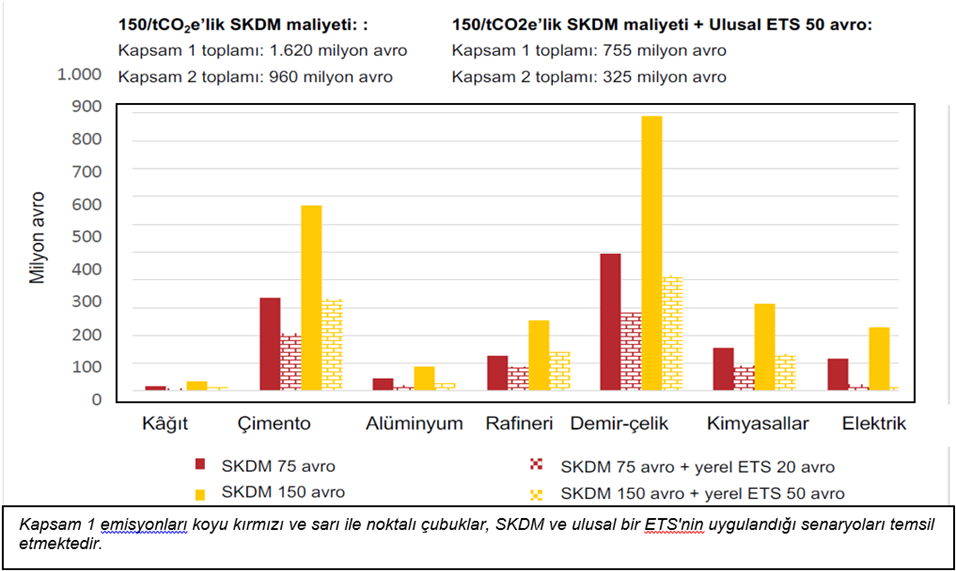 150/tCO₂e’lik SKDM maliyeti: :
Kapsam 1 toplamı: 1.620 milyon avro
Kapsam 2 toplamı: 960 milyon avro
150/tCO2e’lik SKDM maliyeti + Ulusal ETS 50 avro:
Kapsam 1 toplamı: 755 milyon avro
Kapsam 2 toplamı: 325 milyon avro
Milyon avro
1.000
900
800
700
600
500
400
300
200
100
0
Kâğıt
Çimento
Alüminyum
Rafineri
Demir-çelik
Kimyasallar
Elektrik
SKDM 75 avro
SKDM 75 avro + yerel ETS 20 avro
SKDM 150 avro
SKDM 150 avro + yerel ETS 50 avro
Kapsam 1 emisyonları koyu kırmızı ve sarı ile noktalı çubuklar, SKDM ve ulusal bir ETS'nin uygulandığı senaryoları temsil
etmektedir.